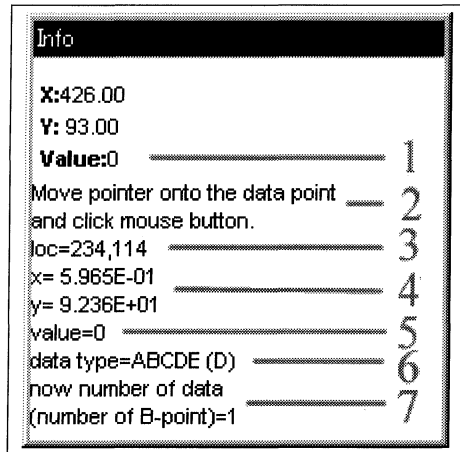 Info
X:426.00
Y: 93.00
Value:0 1
Move pointer onto the data point 2
and click mouse button.
loc=234,114 3
x= 5.965E-01
y= 9.236E+01 4
value=0 5
data type=ABCDE (D) 6
now number of data
(number of B-point)=1 7